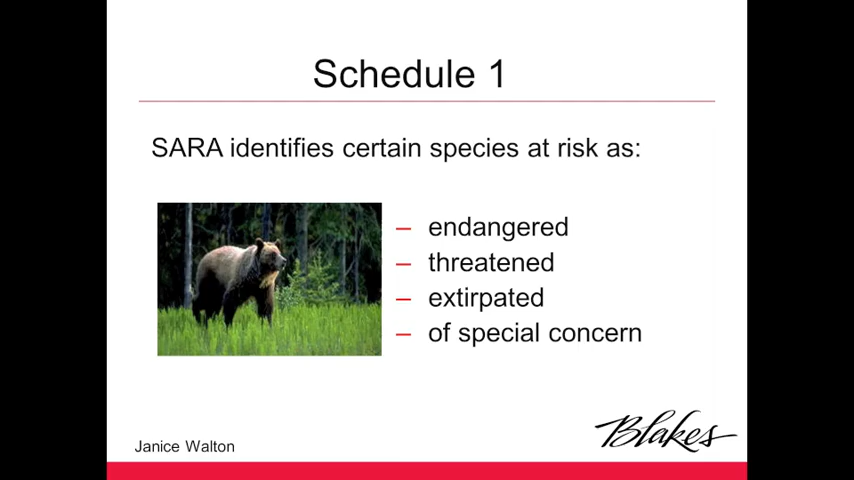 Schedule 1
SARA identifies certain species at risk as:
– endangered
– threatened
– extirpated
– of special concern
Janice Walton
Blakes